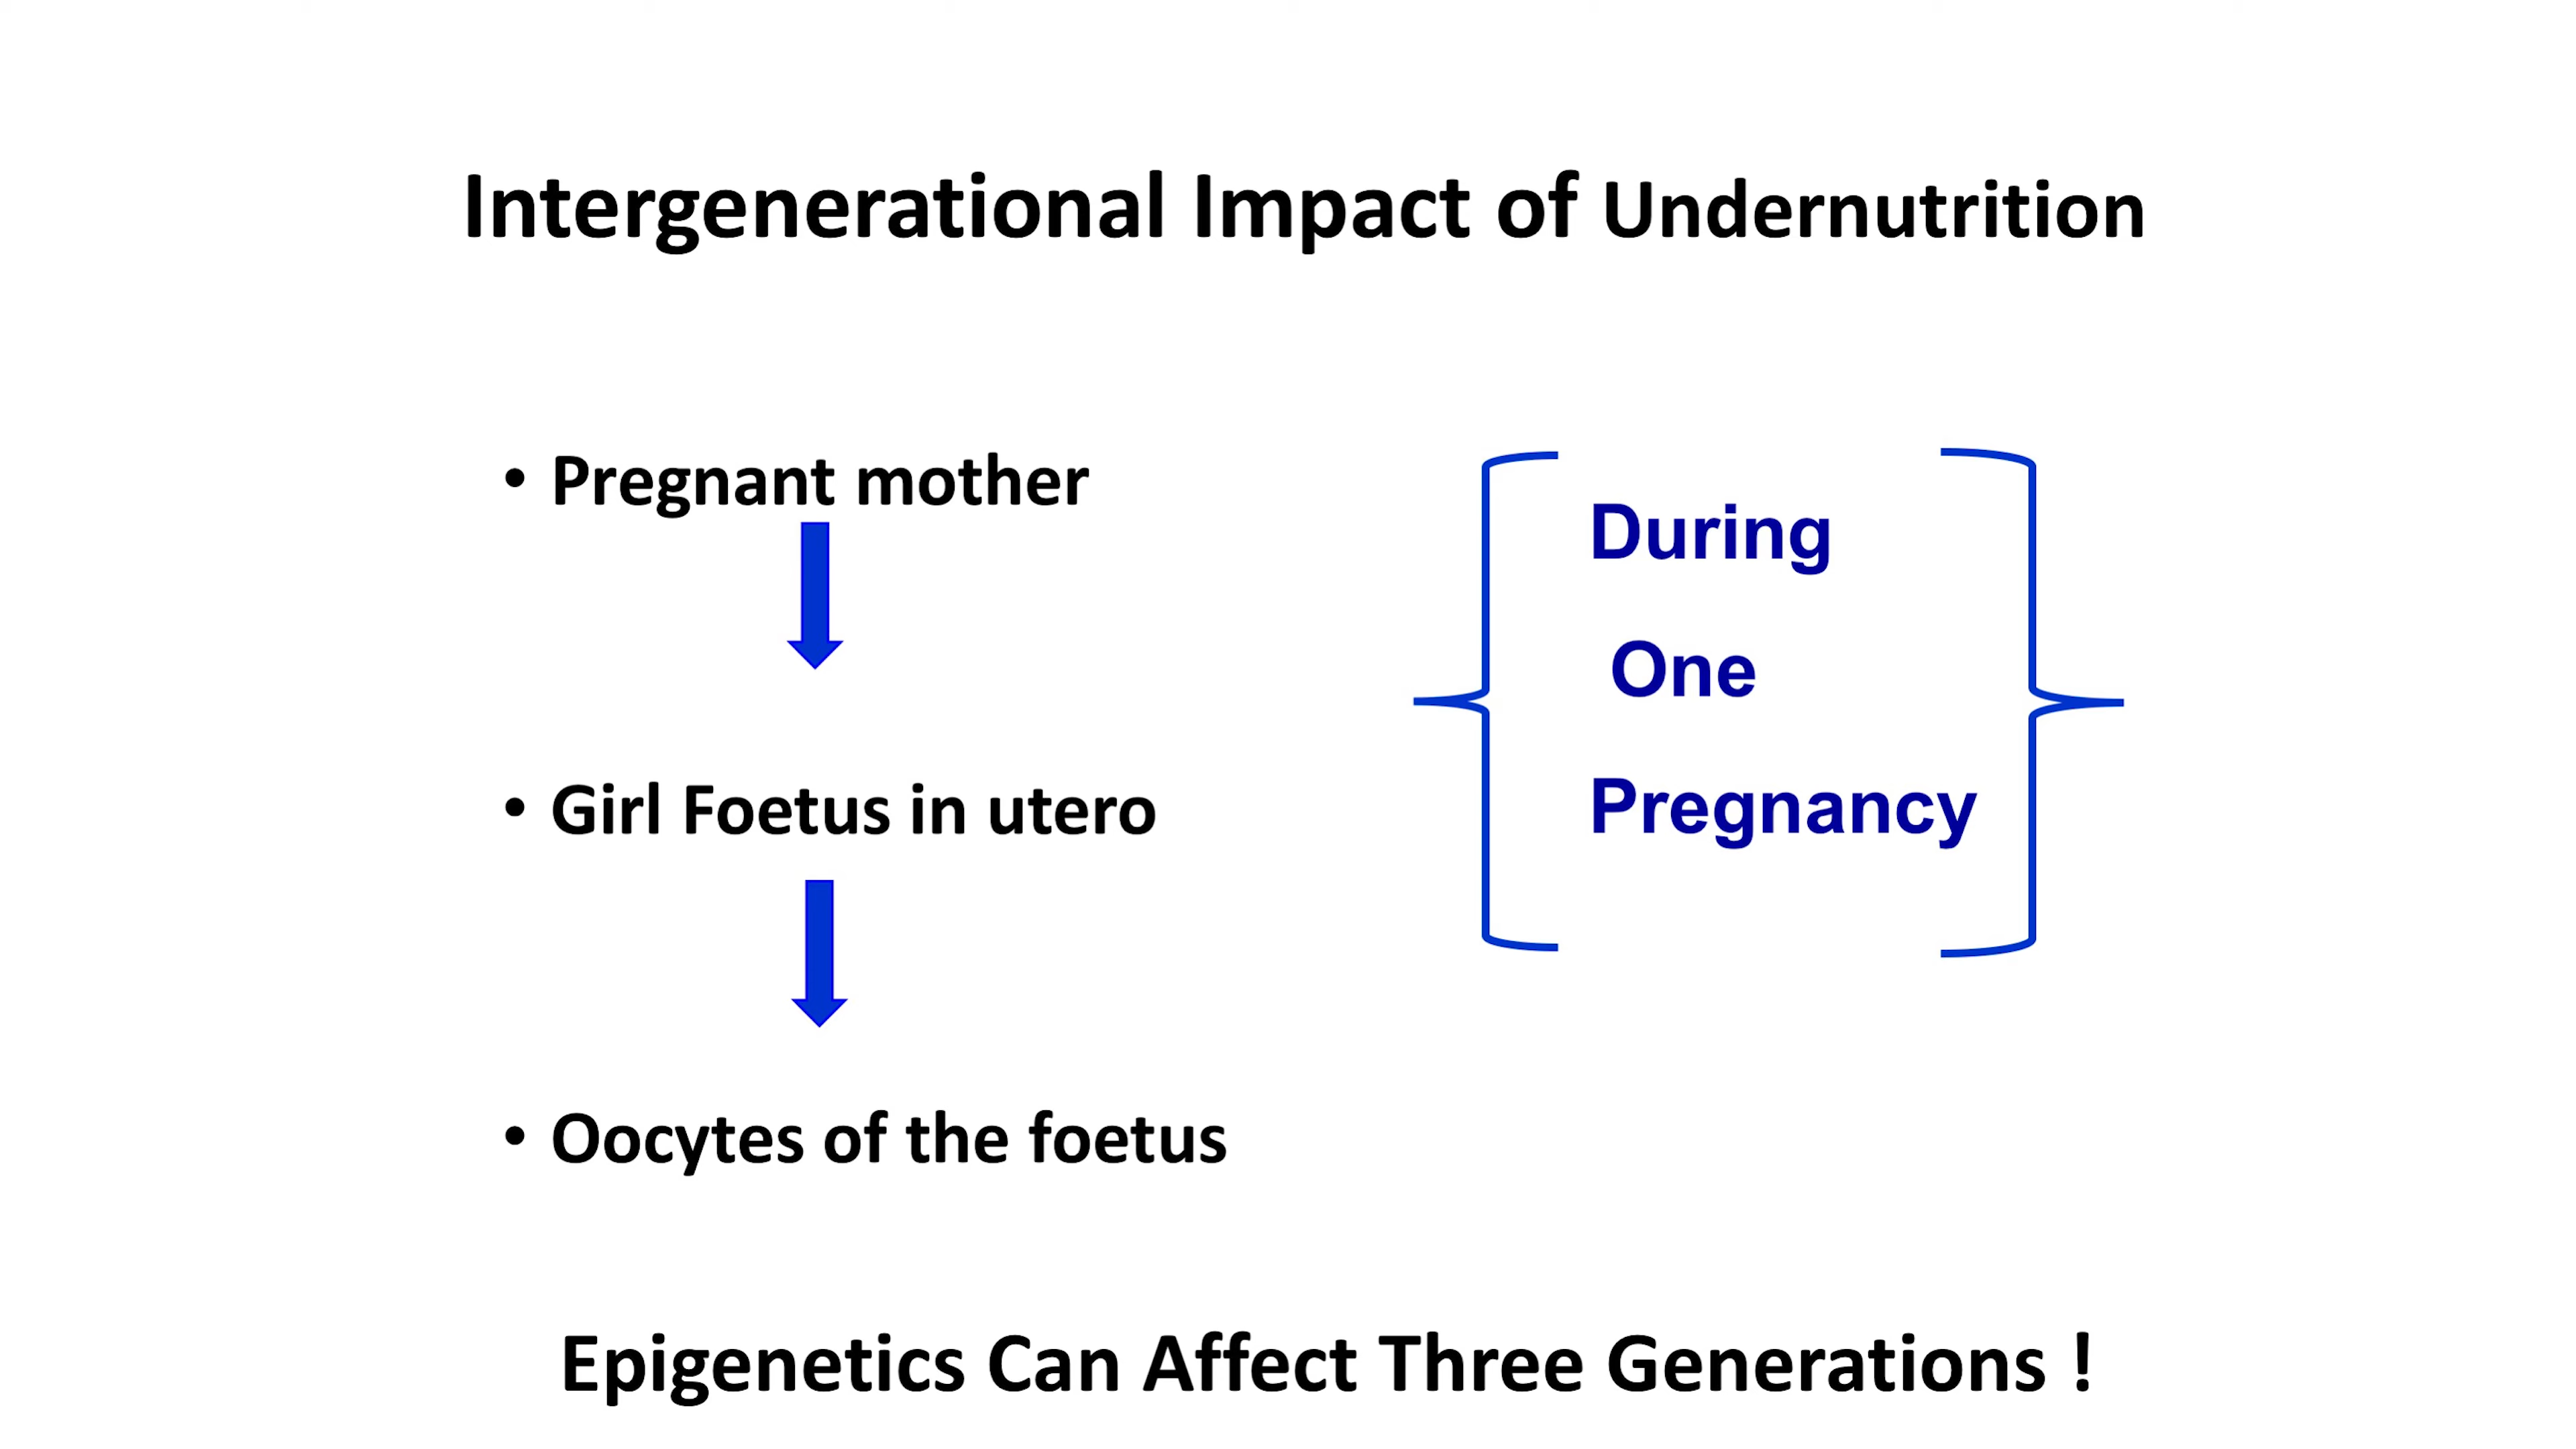 Intergenerational Impact of Undernutrition
• Pregnant mother
• Girl Foetus in utero
• Oocytes of the foetus
During
One
Pregnancy
Epigenetics Can Affect Three Generations !